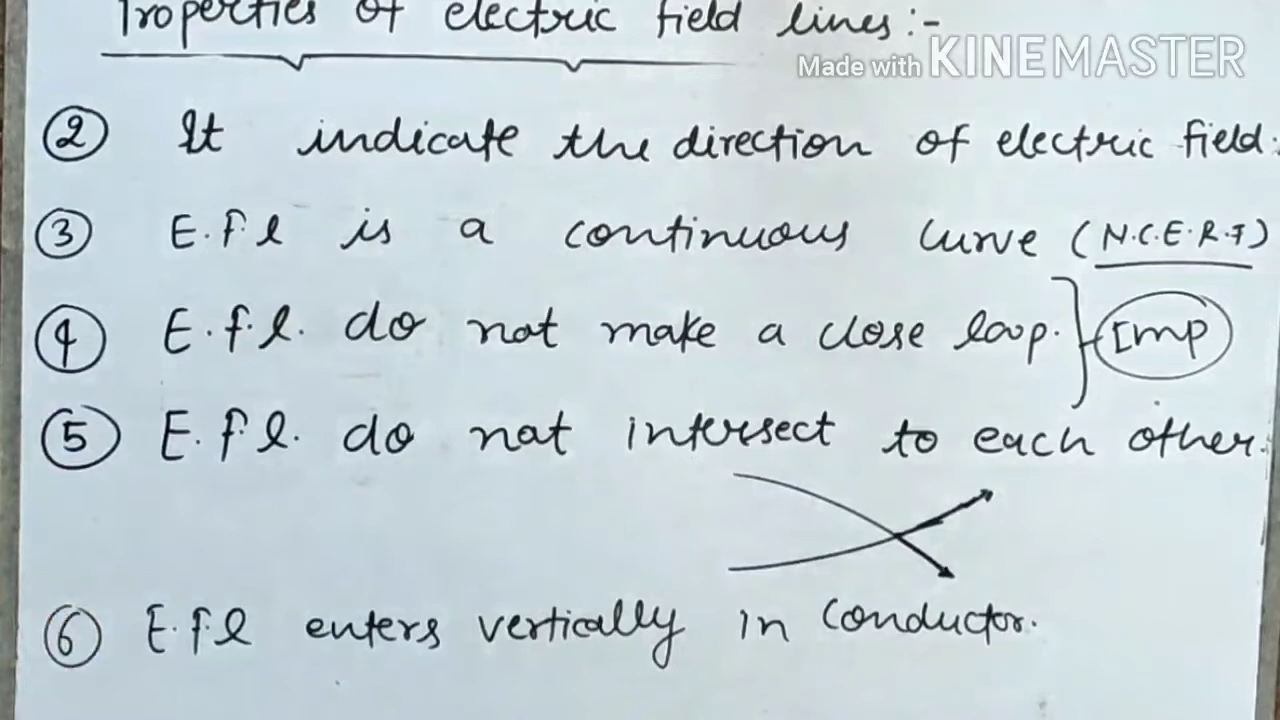 Properties of electric field lines :-
Made with KINEMASTER
② It indicate the direction of electric field.
③ E.F.l is a continuous curve (N.C.E.R.T)
④ E.f.l. do not make a close loop. Imp
⑤ E.f.l. do not intersect to each other.
⑥ E.f.l enters vertically in conductor.